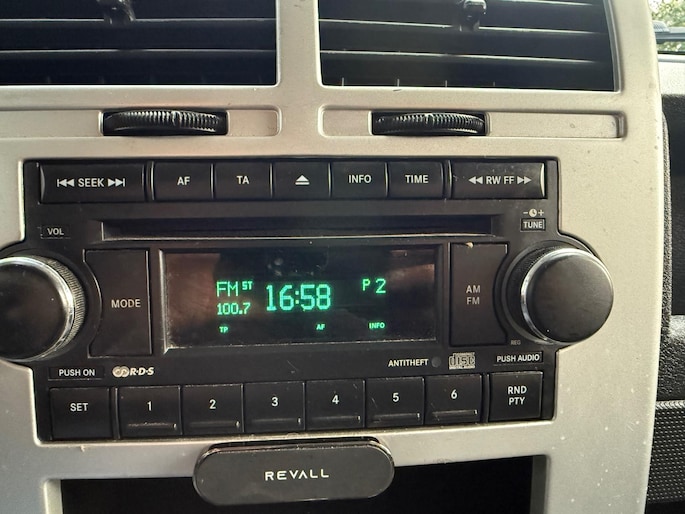 ⏮ SEEK ⏭ AF TA ⏏ INFO TIME ◀◀ RW FF ▶▶
VOL
- + 
TUNE
MODE
FM ST 16:58 P 2
100.7
TP AF INFO
AM
FM
PUSH ON R·D·S ANTITHEFT DISC PUSH AUDIO
SET 1 2 3 4 5 6 RND
PTY
REVALL